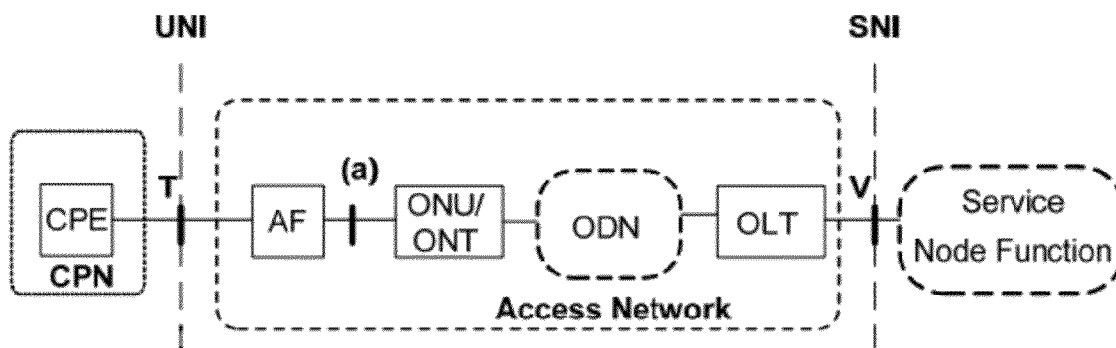 UNI
SNI
T
(a)
V
CPE
AF
ONU/
ONT
ODN
OLT
Service
Node Function
CPN
Access Network